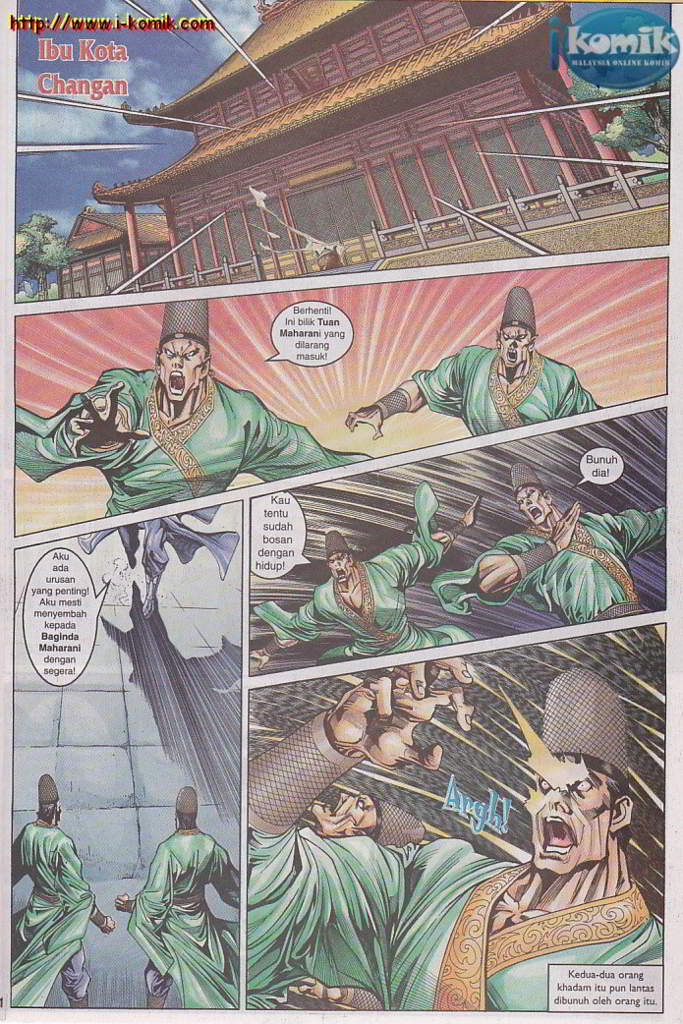 http://www.i-komik.com
ikomik
MALAYSIA ONLINE KOMIK
Ibu Kota
Changan
Berhenti!
Ini bilik Tuan
Maharani yang
dilarang
masuk!
Kau
tentu
sudah
bosan
dengan
hidup!
Bunuh
dia!
Aku
ada
urusan
yang penting!
Aku mesti
menyembah
kepada
Baginda
Maharani
dengan
segera!
Argh!
Kedua-dua orang
khadam itu pun lantas
dibunuh oleh orang itu.
1